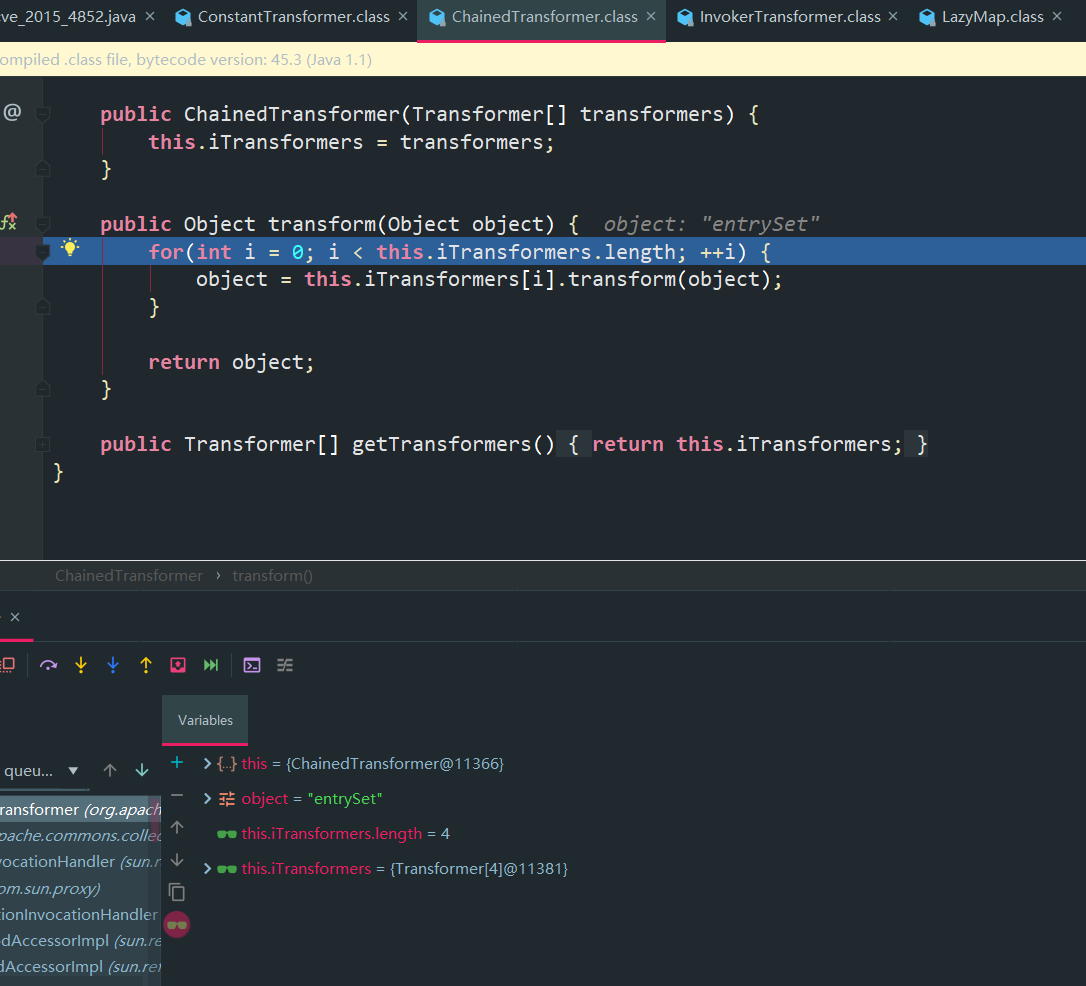 ve_2015_4852.java × ConstantTransformer.class × ChainedTransformer.class × InvokerTransformer.class × LazyMap.class ×
ompiled .class file, bytecode version: 45.3 (Java 1.1)
@
public ChainedTransformer(Transformer[] transformers) {
this.iTransformers = transformers;
}
public Object transform(Object object) { object: "entrySet"
for(int i = 0; i < this.iTransformers.length; ++i) {
object = this.iTransformers[i].transform(object);
}
return object;
}
public Transformer[] getTransformers() { return this.iTransformers; }
}
ChainedTransformer › transform()
×
Variables
queu...
this = {ChainedTransformer@11366}
object = "entrySet"
this.iTransformers.length = 4
this.iTransformers = {Transformer[4]@11381}
ransformer (org.apach
pache.commons.collec
vocationHandler (sun.r
om.sun.proxy)
tionInvocationHandler
odAccessorImpl (sun.re
dAccessorImpl (sun.ref